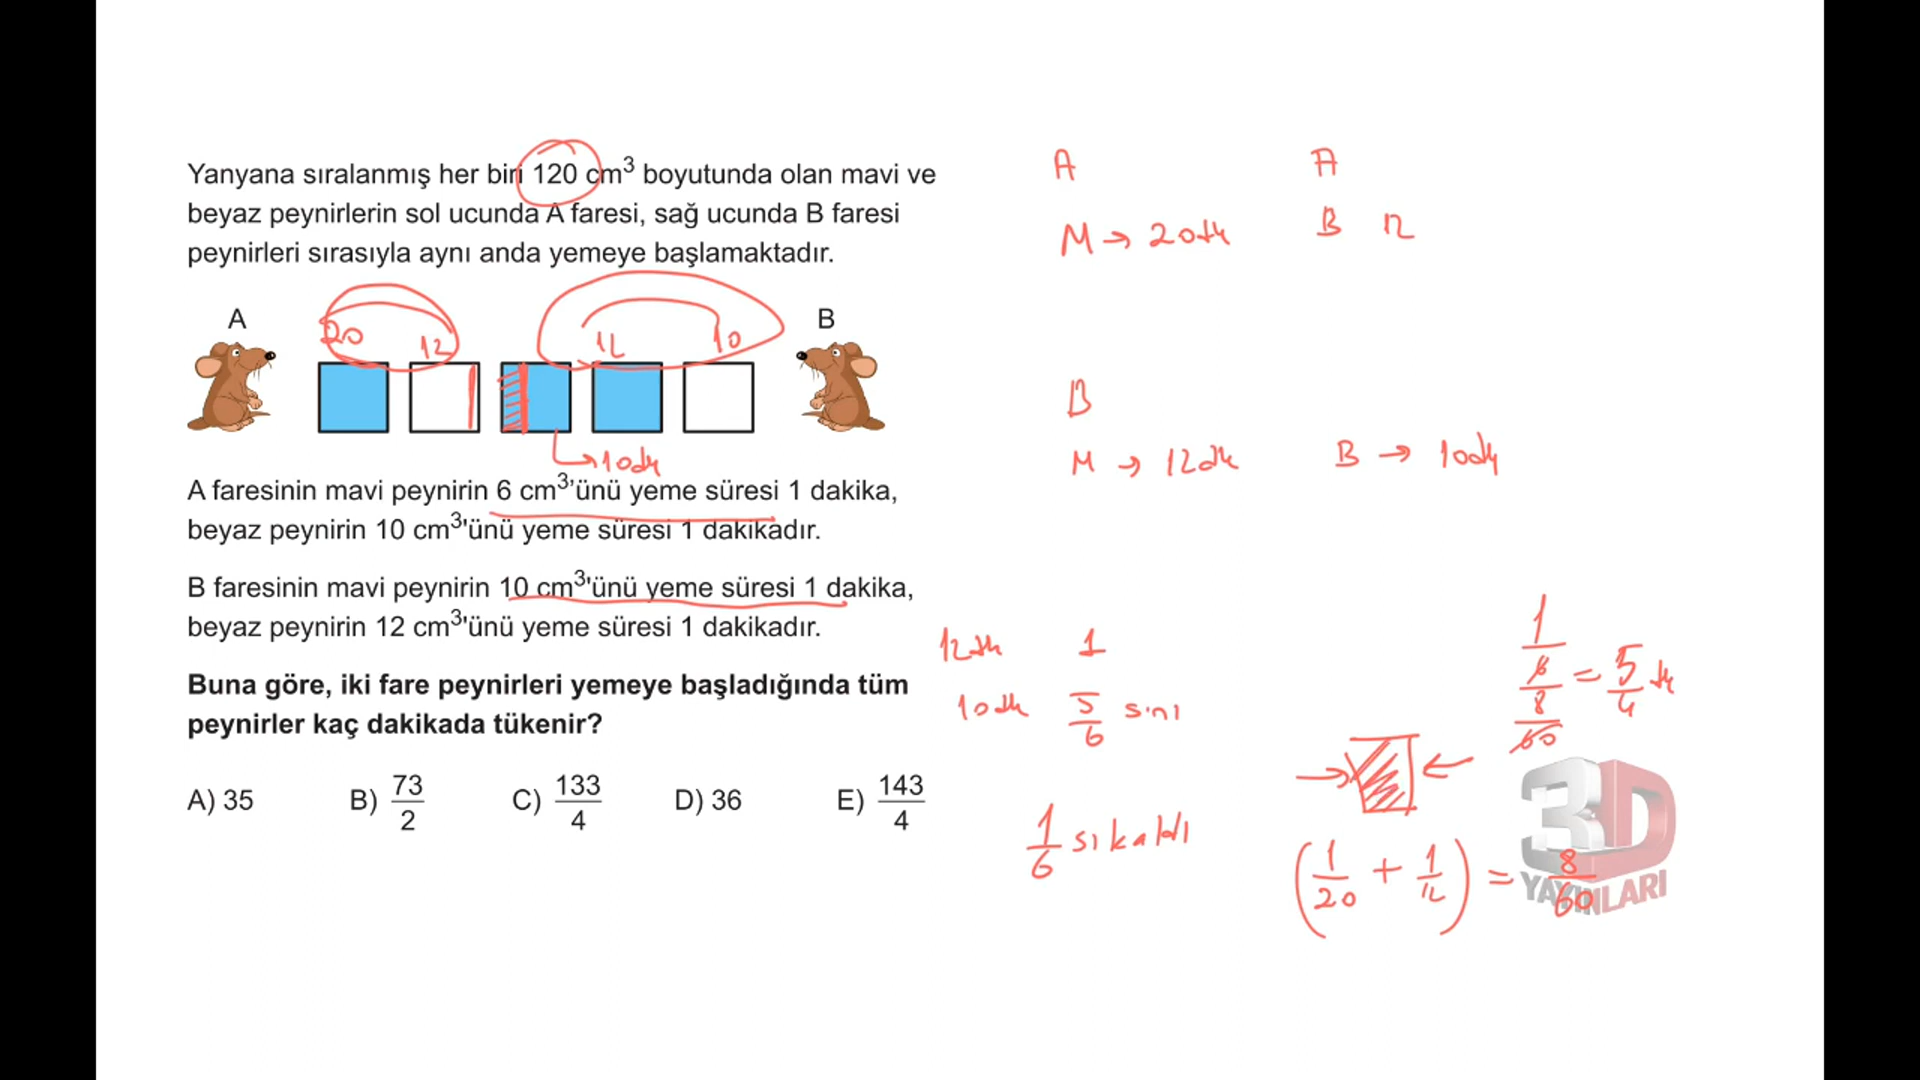 Yanyana sıralanmış her biri 120 cm³ boyutunda olan mavi ve
beyaz peynirlerin sol ucunda A faresi, sağ ucunda B faresi
peynirleri sırasıyla aynı anda yemeye başlamaktadır.
A
B
20
12
12
10
10dk
A faresinin mavi peynirin 6 cm³'ünü yeme süresi 1 dakika,
beyaz peynirin 10 cm³'ünü yeme süresi 1 dakikadır.
B faresinin mavi peynirin 10 cm³'ünü yeme süresi 1 dakika,
beyaz peynirin 12 cm³'ünü yeme süresi 1 dakikadır.
Buna göre, iki fare peynirleri yemeye başladığında tüm
peynirler kaç dakikada tükenir?
A) 35 B) 73/2 C) 133/4 D) 36 E) 143/4
A A
M → 20dk B 12
B
M → 12dk B → 10dk
12dk 1
10dk 5/6 sını
1/6 sı kaldı
1/(8/60) = 5/4 dk
(1/20 + 1/12) = 8/60
3D
YAYINLARI